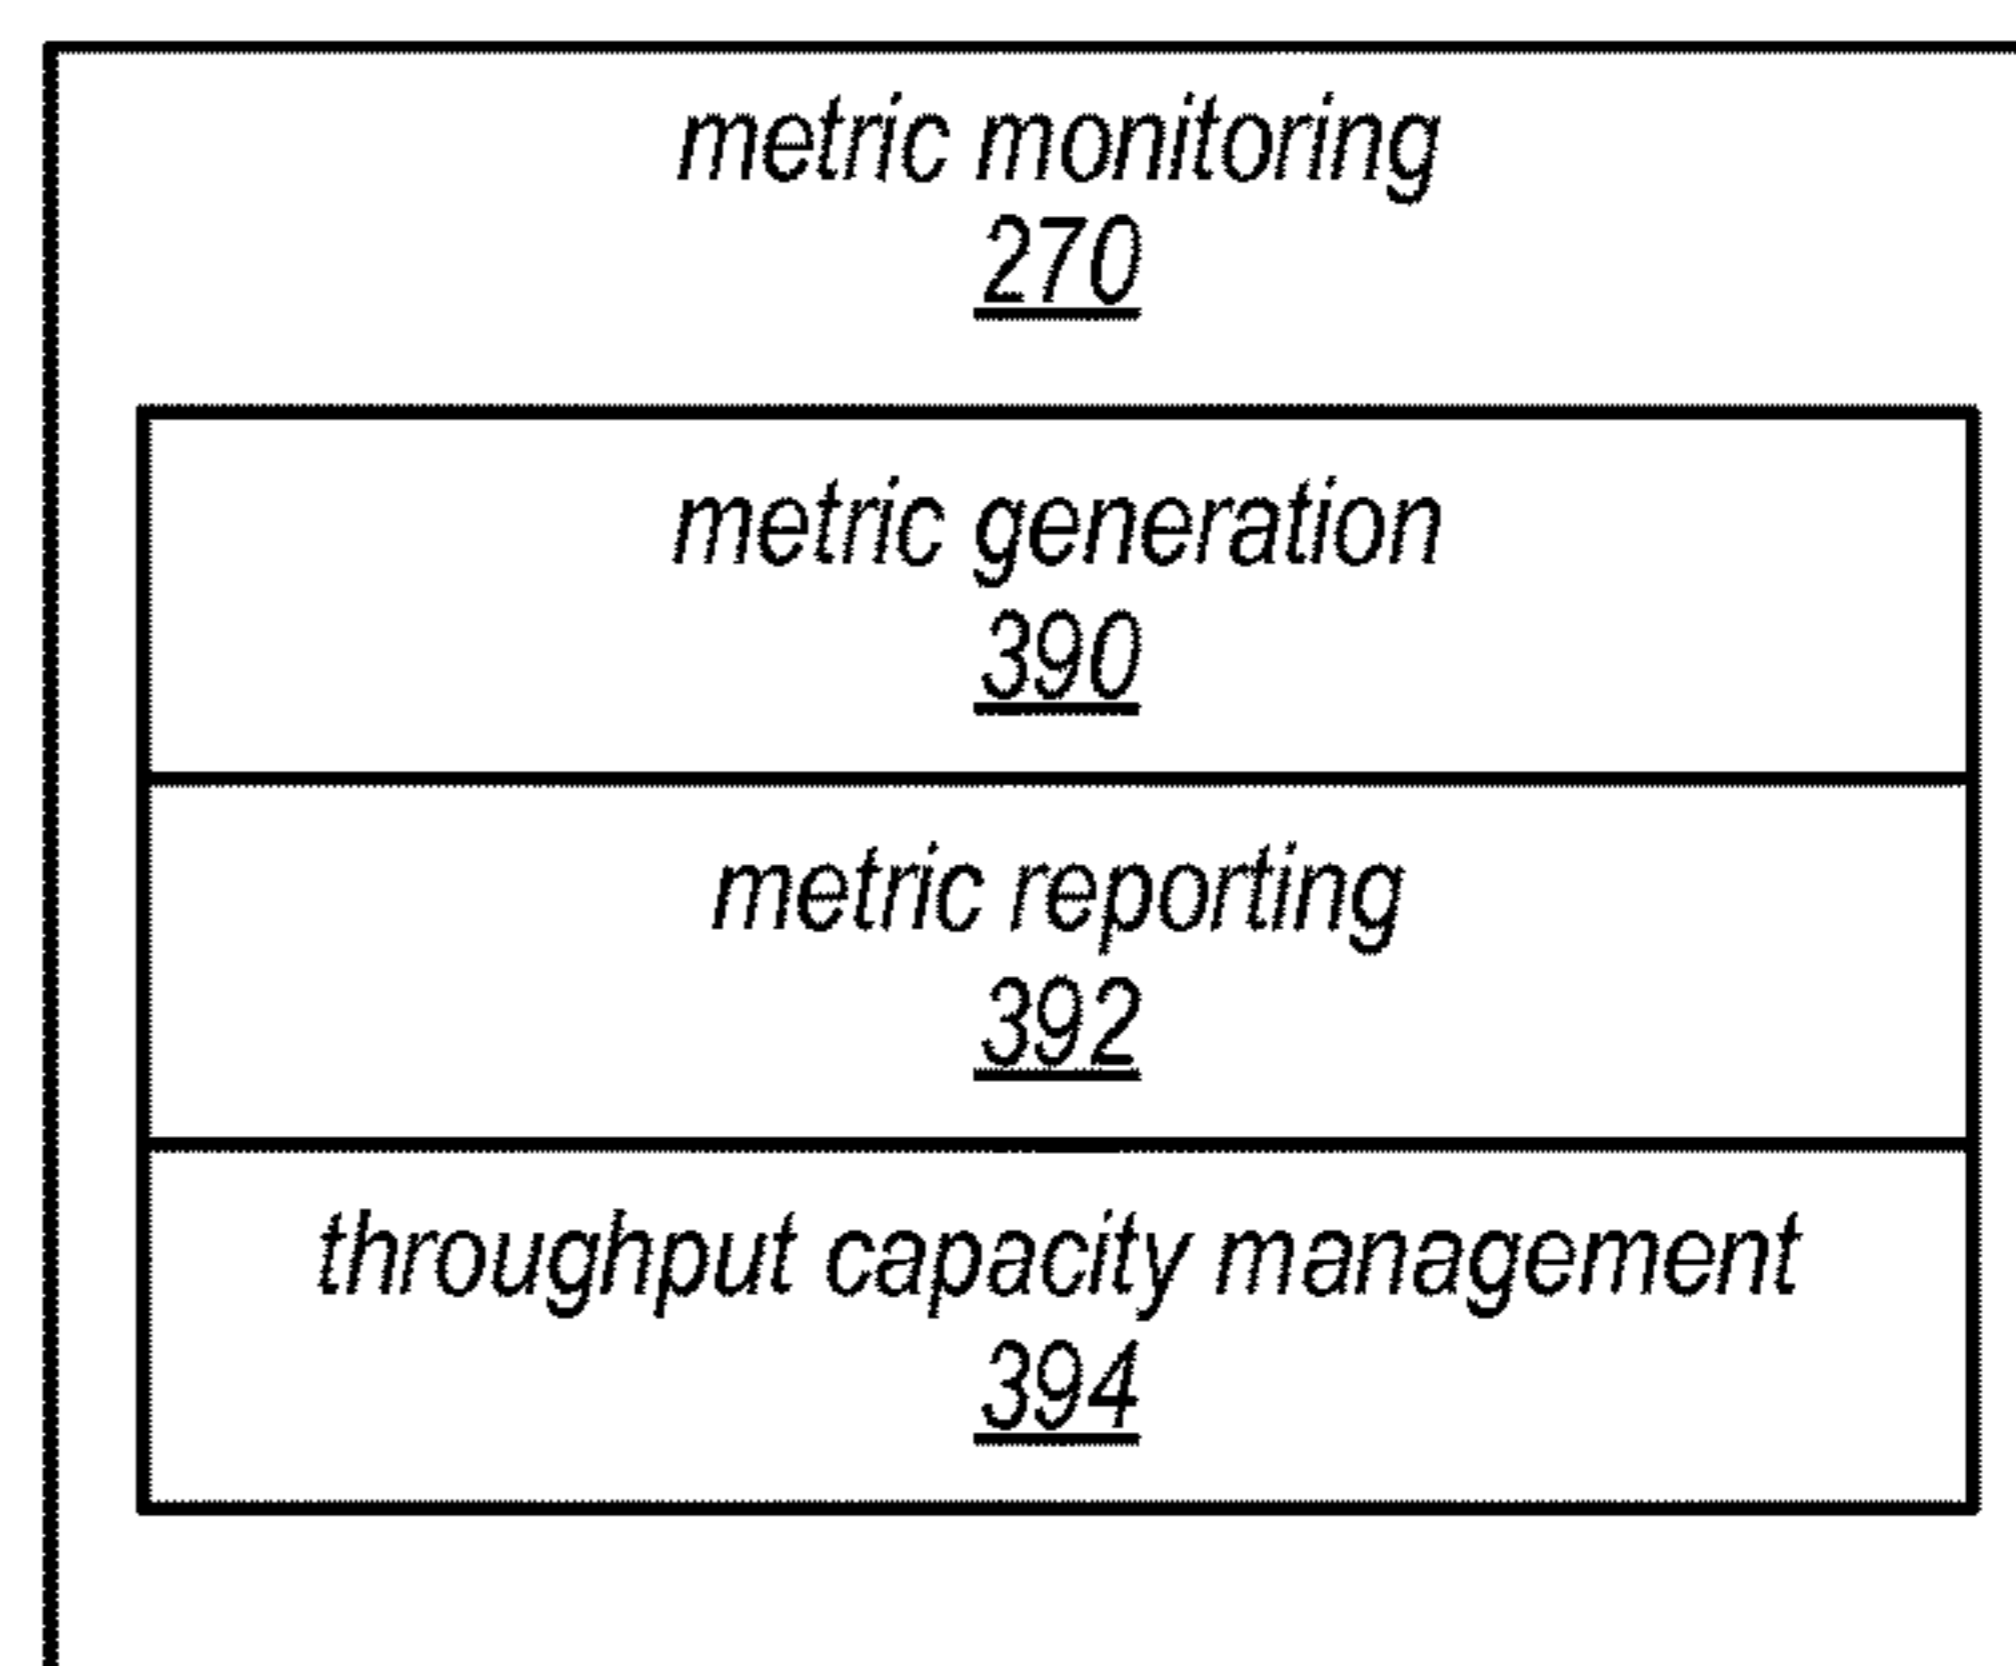 metric monitoring
270
metric generation
390
metric reporting
392
throughput capacity management
394